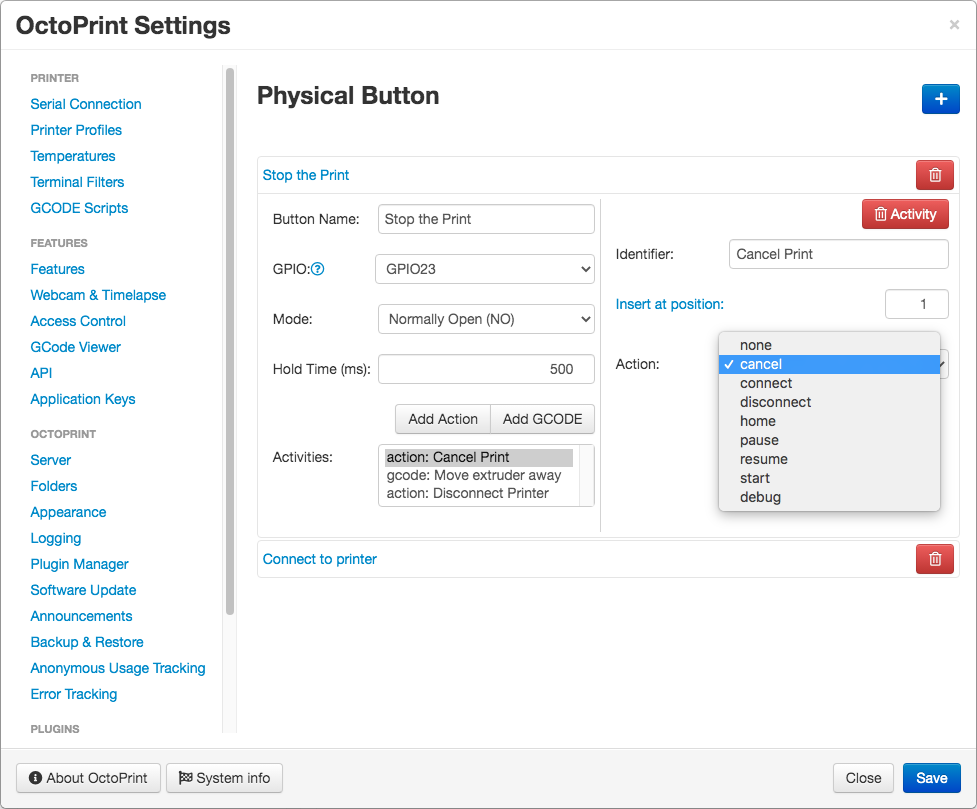 OctoPrint Settings
×
PRINTER
Serial Connection
Printer Profiles
Temperatures
Terminal Filters
GCODE Scripts
FEATURES
Features
Webcam & Timelapse
Access Control
GCode Viewer
API
Application Keys
OCTOPRINT
Server
Folders
Appearance
Logging
Plugin Manager
Software Update
Announcements
Backup & Restore
Anonymous Usage Tracking
Error Tracking
PLUGINS
Physical Button
+
Stop the Print
Button Name: Stop the Print
GPIO:? GPIO23
Mode: Normally Open (NO)
Hold Time (ms): 500
Add Action Add GCODE
Activities:
action: Cancel Print
gcode: Move extruder away
action: Disconnect Printer
Activity
Identifier: Cancel Print
Insert at position: 1
Action:
none
✓ cancel
connect
disconnect
home
pause
resume
start
debug
Connect to printer
About OctoPrint System info Close Save